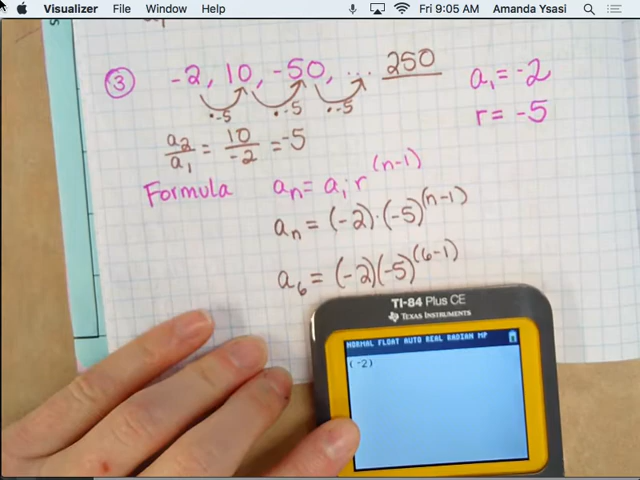 Visualizer File Window Help Fri 9:05 AM Amanda Ysasi
③ -2, 10, -50, ... 250
·-5 ·-5 ·-5
a₁ = -2
r = -5
a₂/a₁ = 10/-2 = -5
Formula aₙ = a₁·r^(n-1)
aₙ = (-2)·(-5)^(n-1)
a₆ = (-2)(-5)^(6-1)
TI-84 Plus CE
TEXAS INSTRUMENTS
NORMAL FLOAT AUTO REAL RADIAN MP
(-2)